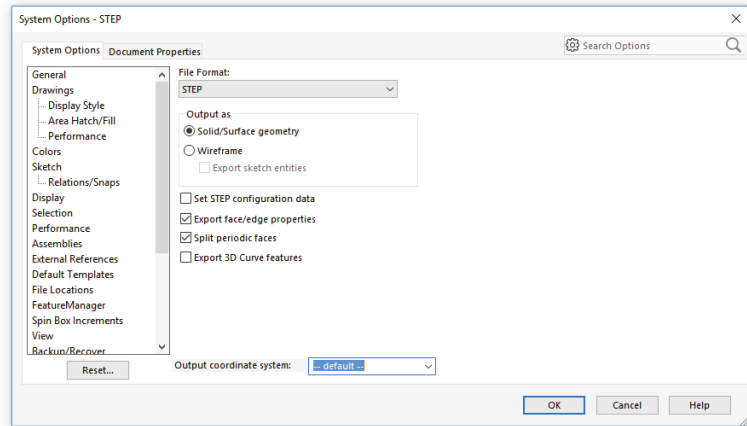 System Options - STEP
System Options
Document Properties
Search Options
General
Drawings
Display Style
Area Hatch/Fill
Performance
Colors
Sketch
Relations/Snaps
Display
Selection
Performance
Assemblies
External References
Default Templates
File Locations
FeatureManager
Spin Box Increments
View
Backup/Recover
Reset...
File Format:
STEP
Output as
Solid/Surface geometry
Wireframe
Export sketch entities
Set STEP configuration data
Export face/edge properties
Split periodic faces
Export 3D Curve features
Output coordinate system:
-- default --
OK
Cancel
Help